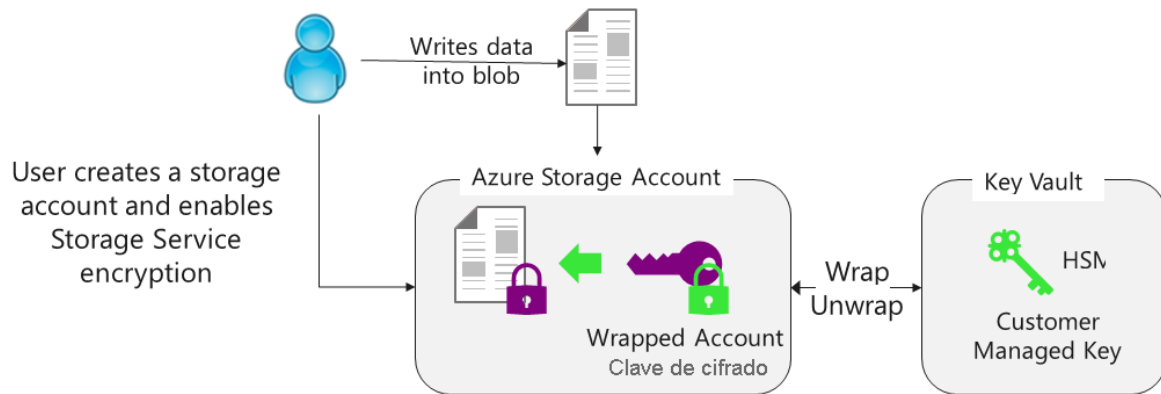 Writes data
into blob
User creates a storage
account and enables
Storage Service
encryption
Azure Storage Account
Wrapped Account
Clave de cifrado
Wrap
Unwrap
Key Vault
HSM
Customer
Managed Key